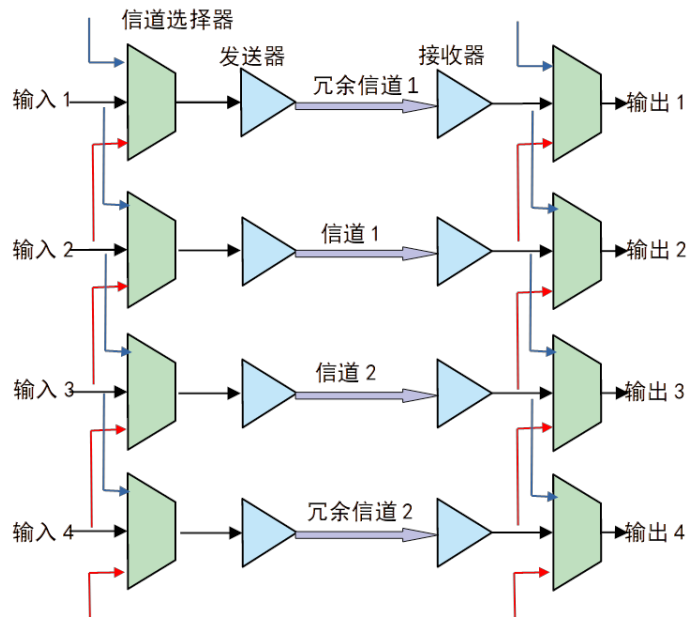 信道选择器
发送器
接收器
输入 1
冗余信道 1
输出 1
输入 2
信道 1
输出 2
输入 3
信道 2
输出 3
输入 4
冗余信道 2
输出 4